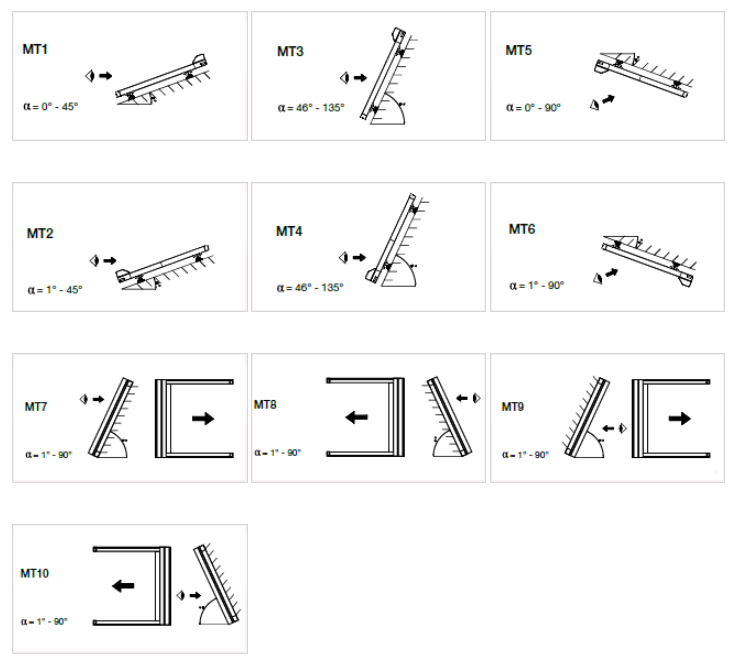 MT1
α = 0° - 45°
MT3
α = 46° - 135°
MT5
α = 0° - 90°
MT2
α = 1° - 45°
MT4
α = 46° - 135°
MT6
α = 1° - 90°
MT7
α = 1° - 90°
MT8
α = 1° - 90°
MT9
α = 1° - 90°
MT10
α = 1° - 90°